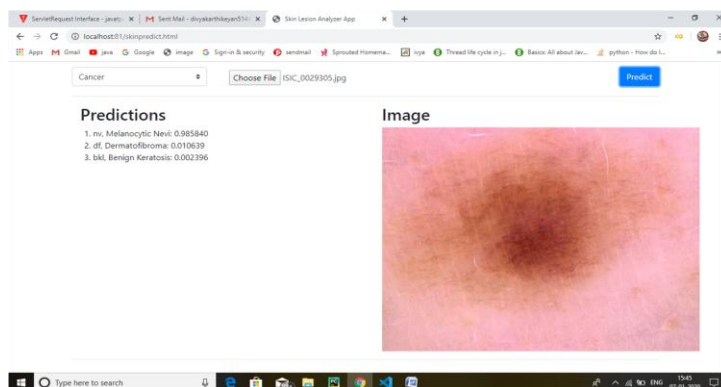 ServletRequest Interface - javatp
Sent Mail - divyakarthikeyan514
Skin Lesion Analyzer App
localhost:81/skinpredict.html
Apps
Gmail
java
Google
image
Sign-in & security
sendmail
Sprouted Homema...
Thread life cycle in j...
Basics: All about Jav...
python - How do I...
Cancer
Choose File ISIC_0029305.jpg
Predict
Predictions
Image
1. nv, Melanocytic Nevi: 0.985840
2. df, Dermatofibroma: 0.010639
3. bkl, Benign Keratosis: 0.002396
Type here to search
ENG
15:45